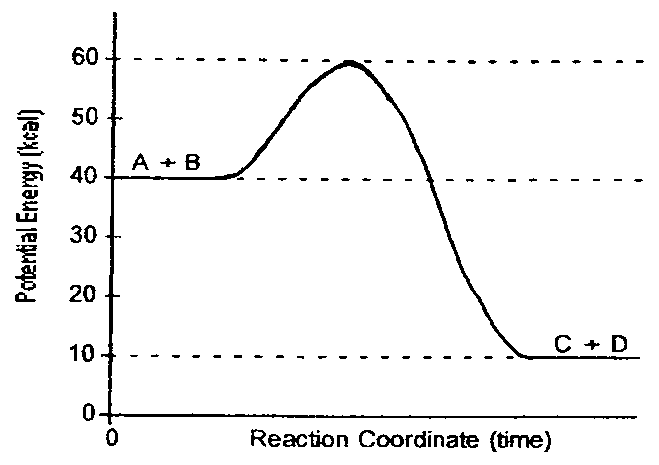 Potential Energy (kcal)
60
50
A + B
40
30
20
C + D
10
0
0
Reaction Coordinate (time)